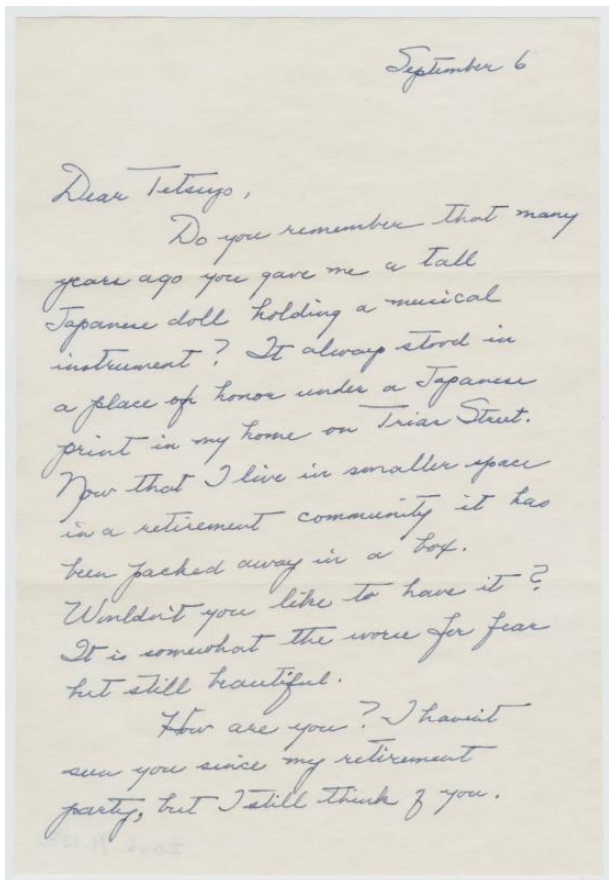 September 6
Dear Tetsuyo,
Do you remember that many
years ago you gave me a tall
Japanese doll holding a musical
instrument? It always stood in
a place of honor under a Japanese
print in my home on Triar Street.
Now that I live in smaller space
in a retirement community it has
been packed away in a box.
Wouldn't you like to have it?
It is somewhat the worse for fear
but still beautiful.
How are you? I haven't
seen you since my retirement
party, but I still think of you.